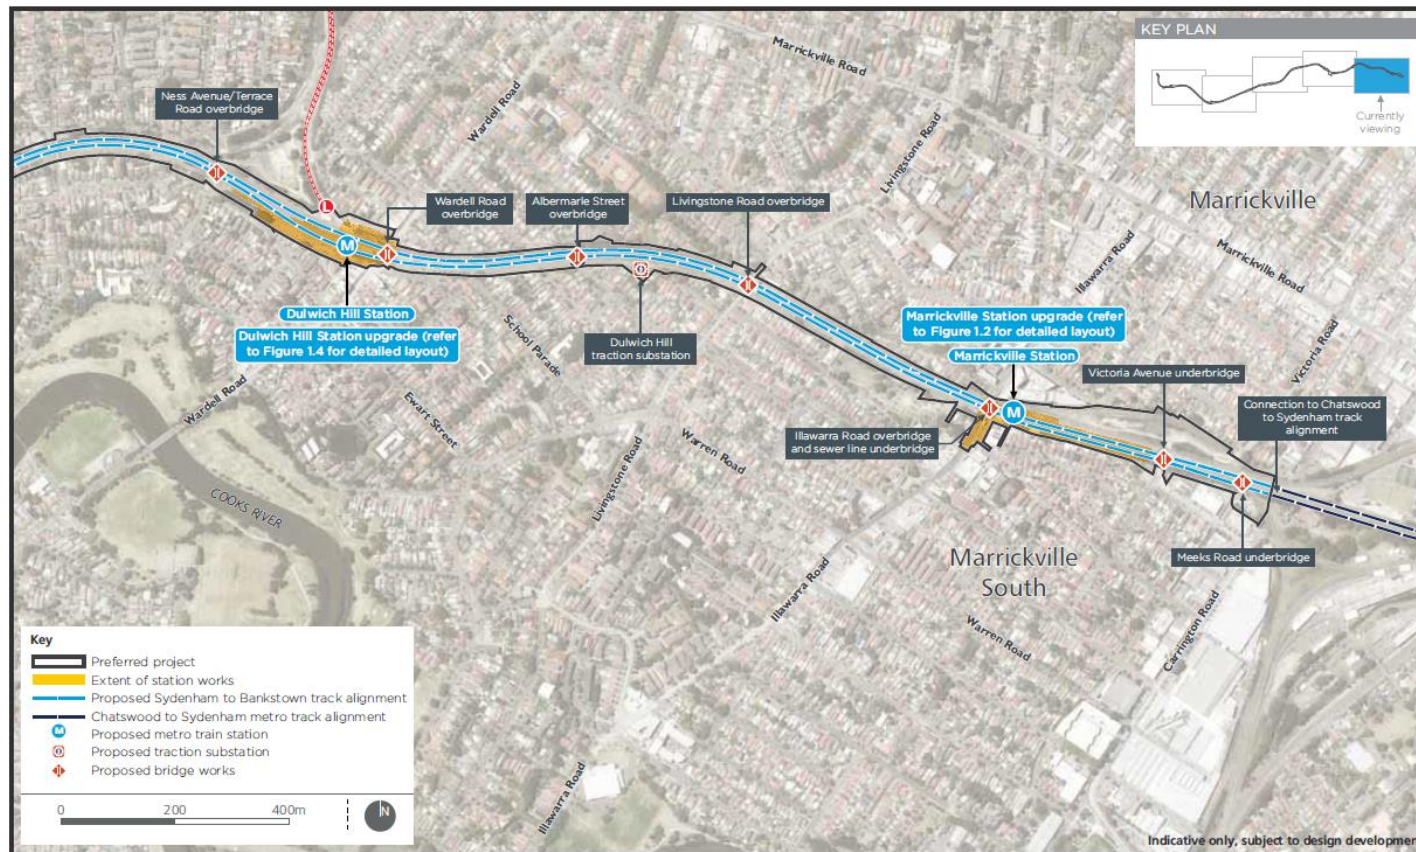 KEY PLAN
Currently
viewing
Marrickville Road
Ness Avenue/Terrace
Road overbridge
Wardell Road
Livingstone Road
L
Wardell Road
overbridge
Albermarle Street
overbridge
Livingstone Road overbridge
Marrickville
Illawarra Road
Marrickville Road
M
Dulwich Hill Station
Dulwich Hill Station upgrade (refer
to Figure 1.4 for detailed layout)
School Parade
Dulwich Hill
traction substation
Marrickville Station upgrade (refer
to Figure 1.2 for detailed layout)
Marrickville Station
Victoria Road
Victoria Avenue underbridge
Connection to Chatswood
to Sydenham track
alignment
Wardell Road
Ewart Street
M
Illawarra Road overbridge
and sewer line underbridge
Warren Road
Livingstone Road
COOKS RIVER
Meeks Road underbridge
Marrickville
South
Illawarra Road
Warren Road
Carrington Road
Illawarra Road
Key
Preferred project
Extent of station works
Proposed Sydenham to Bankstown track alignment
Chatswood to Sydenham metro track alignment
M Proposed metro train station
Proposed traction substation
Proposed bridge works
0 200 400m
N
Indicative only, subject to design developmen